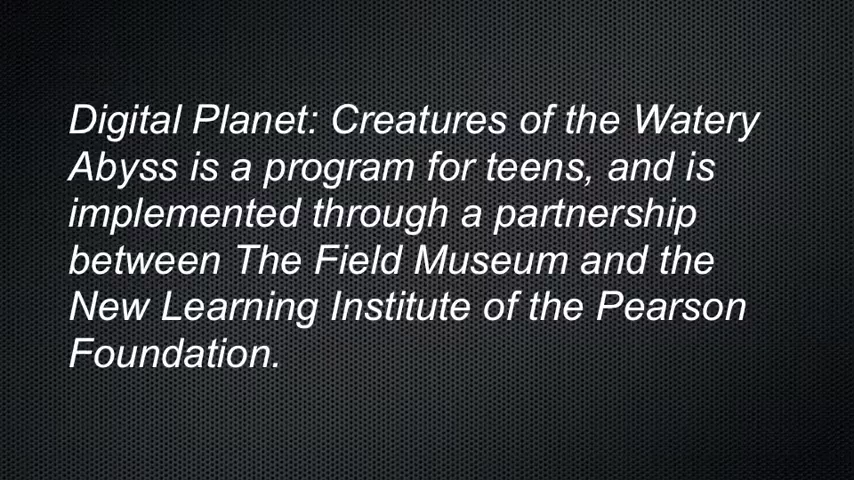 Digital Planet: Creatures of the Watery
Abyss is a program for teens, and is
implemented through a partnership
between The Field Museum and the
New Learning Institute of the Pearson
Foundation.